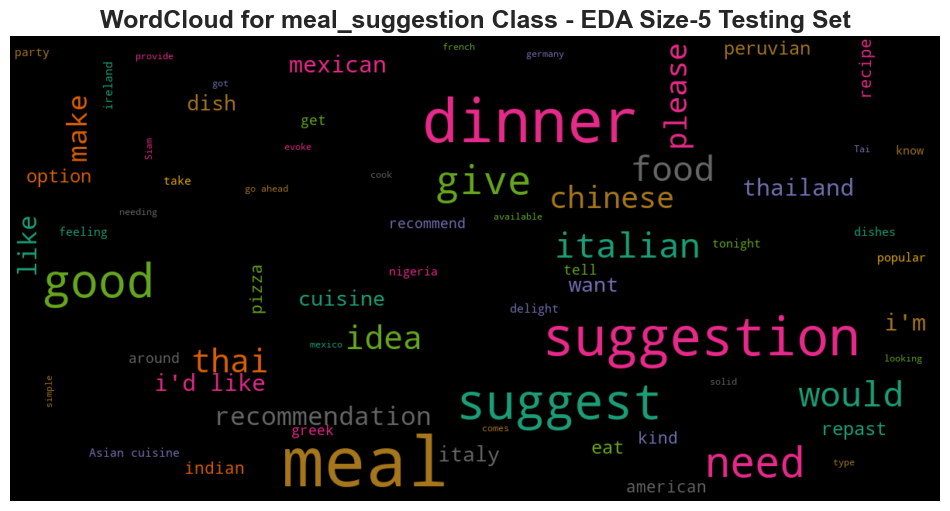 WordCloud for meal_suggestion Class - EDA Size-5 Testing Set
party
provide
ireland
got
mexican
french
germany
please
peruvian
recipe
dish
make
get
dinner
Siam
evoke
food
Tai
know
option
take
go ahead
cook
give
chinese
thailand
needing
like
feeling
recommend
available
italian
tonight
dishes
popular
good
pizza
nigeria
tell
want
cuisine
delight
i'm
idea
mexico
suggestion
looking
around
thai
i'd like
simple
solid
suggest
would
recommendation
greek
comes
kind
repast
eat
Asian cuisine
indian
meal
italy
need
type
american